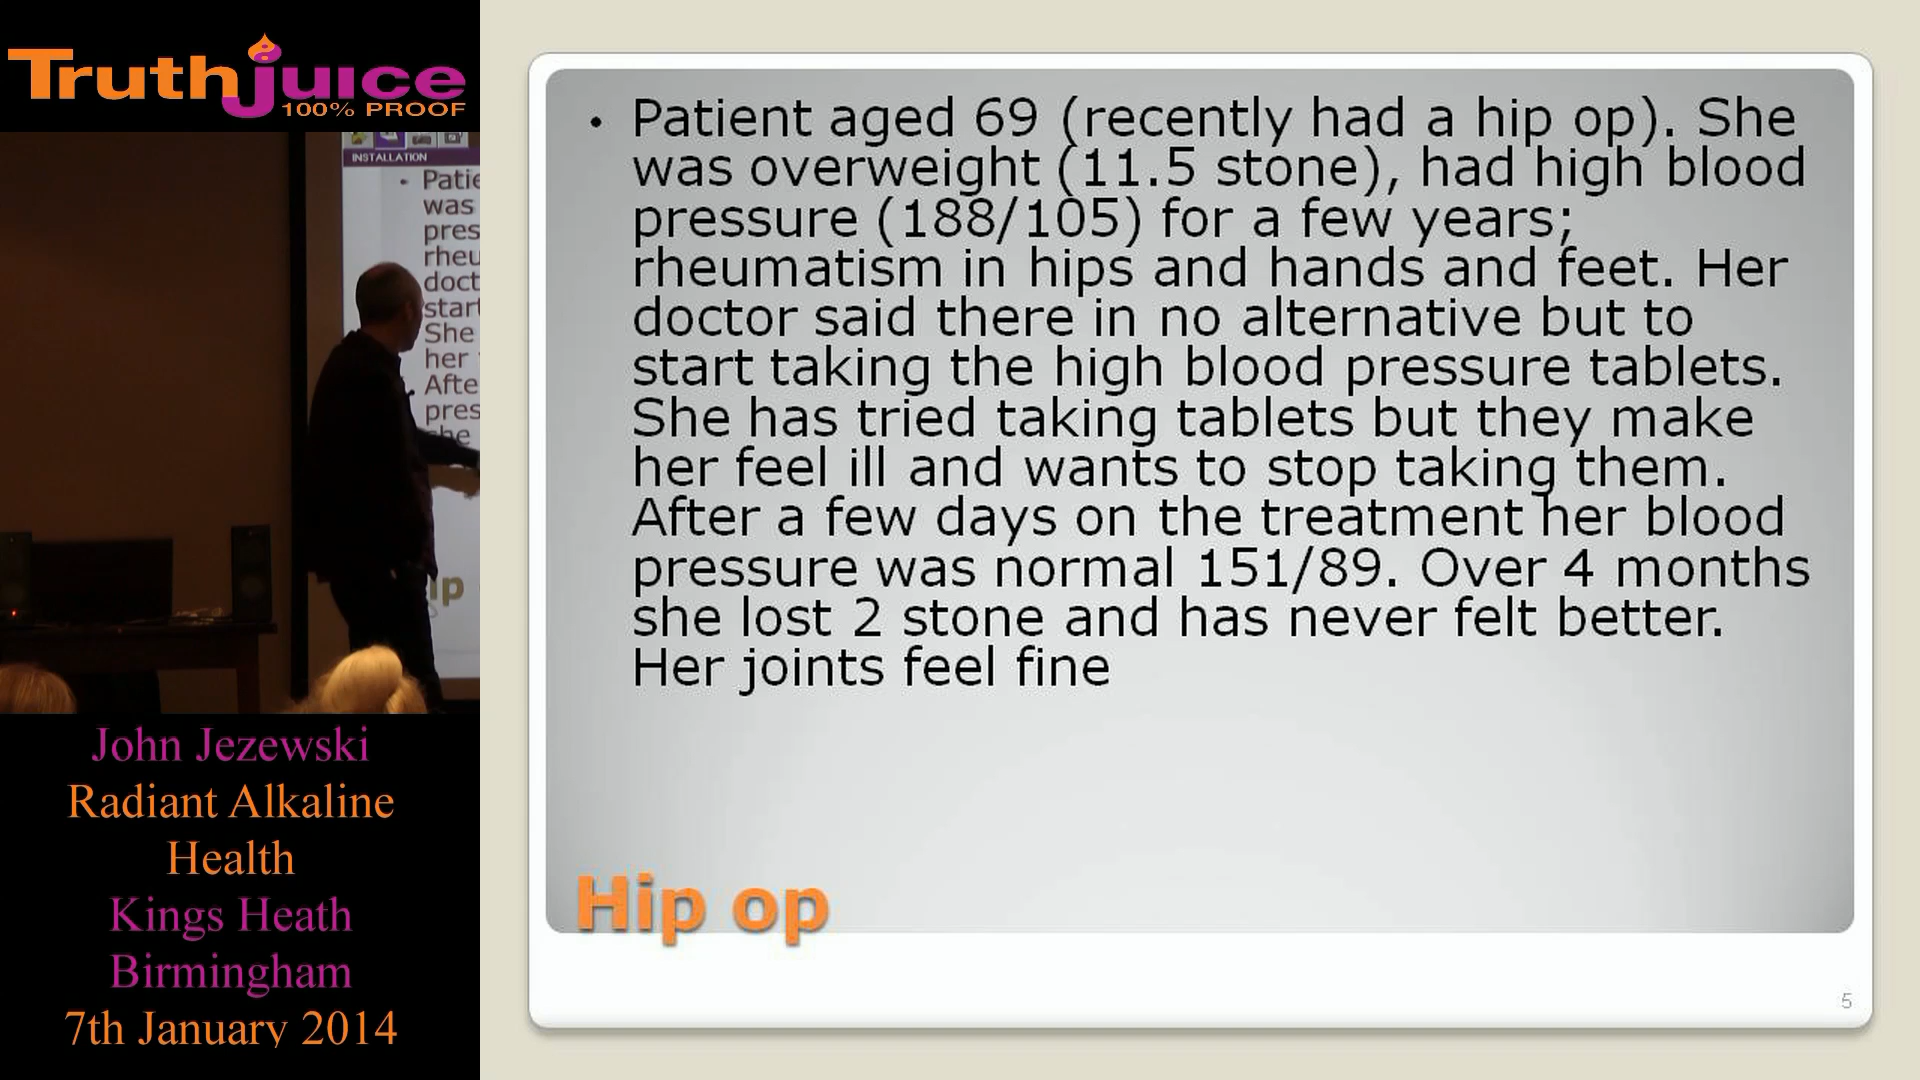 Truthjuice
100% PROOF
INSTALLATION
• Patie
was
pres
rheu
doct
start
She
her
Afte
pres
she
ip
John Jezewski
Radiant Alkaline
Health
Kings Heath
Birmingham
7th January 2014
• Patient aged 69 (recently had a hip op). She
was overweight (11.5 stone), had high blood
pressure (188/105) for a few years;
rheumatism in hips and hands and feet. Her
doctor said there in no alternative but to
start taking the high blood pressure tablets.
She has tried taking tablets but they make
her feel ill and wants to stop taking them.
After a few days on the treatment her blood
pressure was normal 151/89. Over 4 months
she lost 2 stone and has never felt better.
Her joints feel fine
Hip op
5